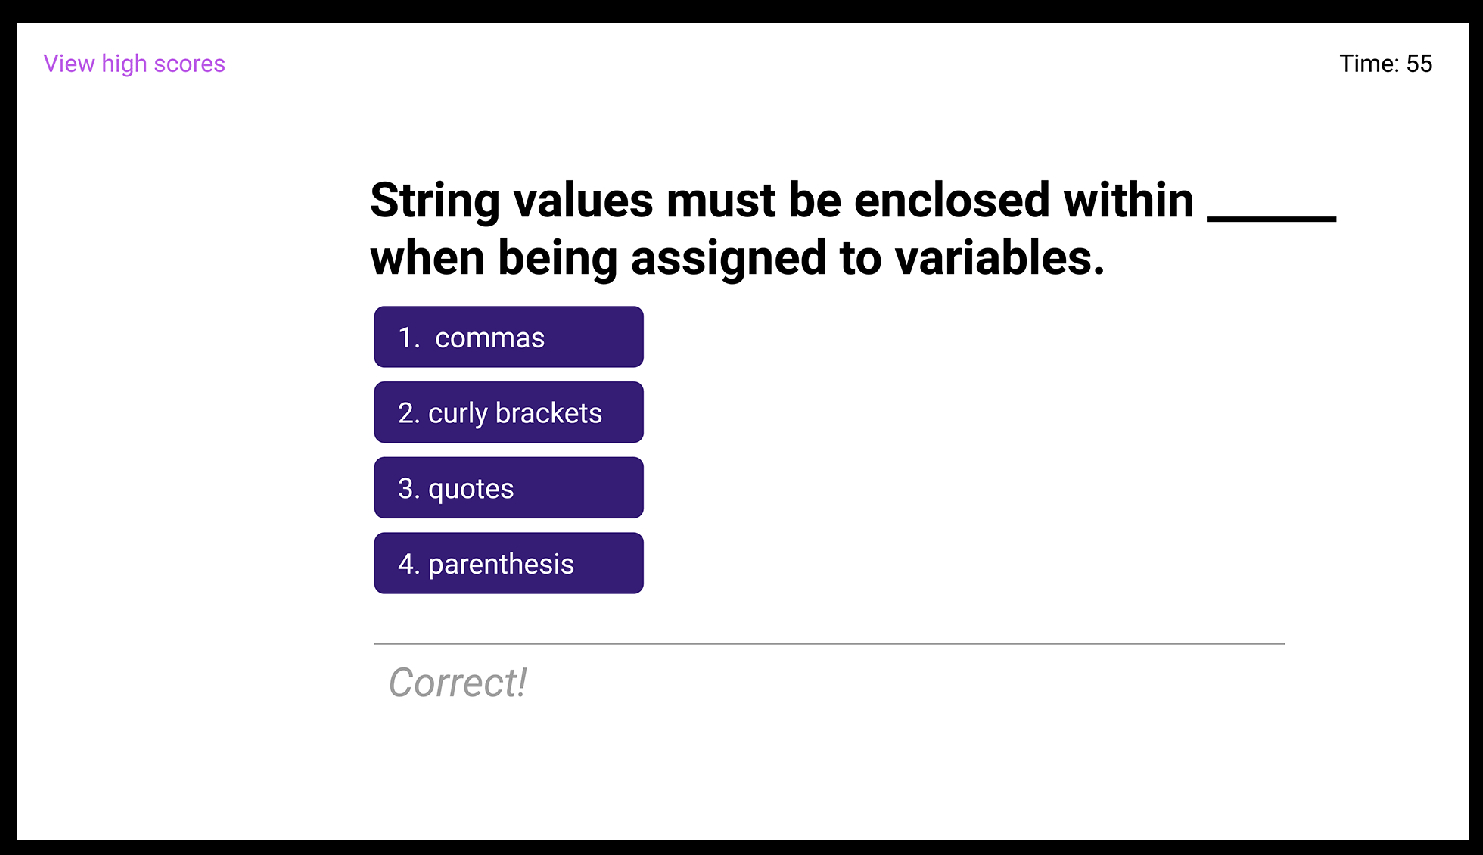 View high scores
Time: 55
String values must be enclosed within _____
when being assigned to variables.
1. commas
2. curly brackets
3. quotes
4. parenthesis
Correct!